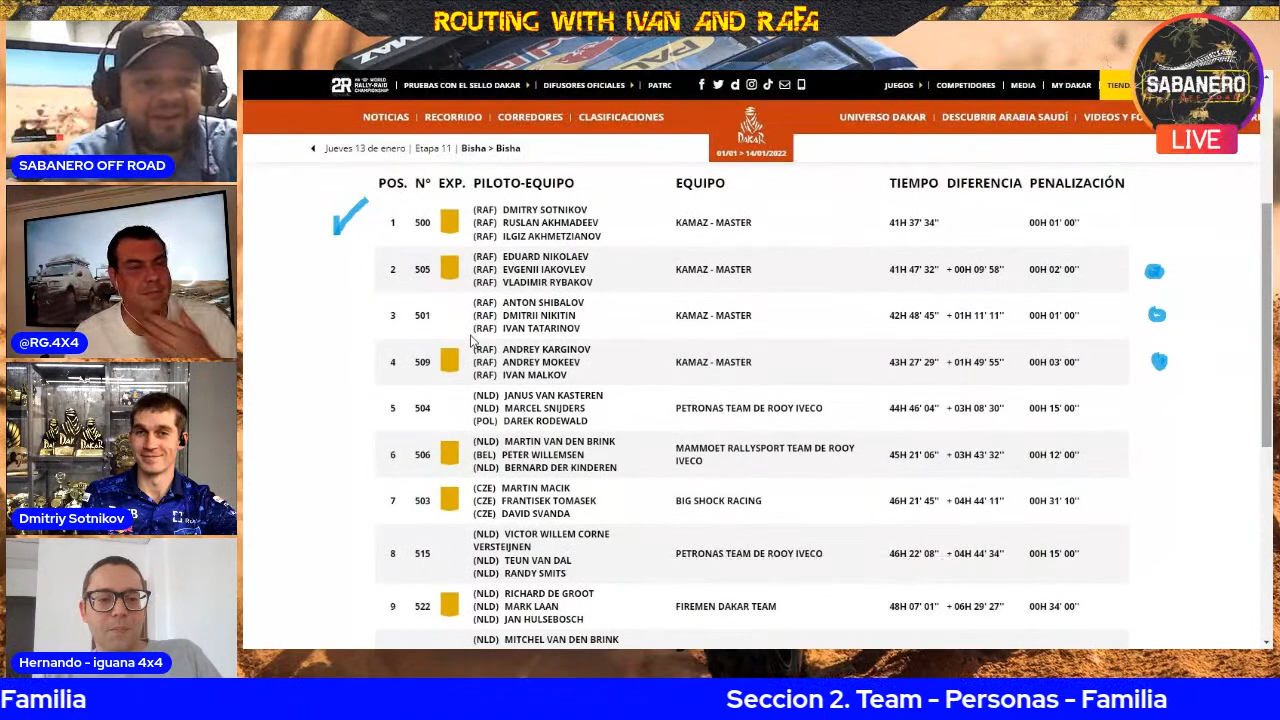 ROUTING WITH IVAN AND RAFA
SABANERO
OFF ROAD
LIVE
2R
WORLD
RALLY-RAID
CHAMPIONSHIP
PRUEBAS CON EL SELLO DAKAR
DIFUSORES OFICIALES
PATRC
JUEGOS
COMPETIDORES
MEDIA
MY DAKAR
TIEND
NOTICIAS
RECORRIDO
CORREDORES
CLASIFICACIONES
DAKAR
01/01 > 14/01/2022
UNIVERSO DAKAR
DESCUBRIR ARABIA SAUDÍ
VIDEOS Y FO
Jueves 13 de enero | Etapa 11 | Bisha > Bisha
POS. N° EXP. PILOTO-EQUIPO EQUIPO TIEMPO DIFERENCIA PENALIZACIÓN
(RAF) DMITRY SOTNIKOV
1 500 (RAF) RUSLAN AKHMADEEV KAMAZ - MASTER 41H 37' 34'' 00H 01' 00''
(RAF) ILGIZ AKHMETZIANOV
(RAF) EDUARD NIKOLAEV
2 505 (RAF) EVGENII IAKOVLEV KAMAZ - MASTER 41H 47' 32'' + 00H 09' 58'' 00H 02' 00''
(RAF) VLADIMIR RYBAKOV
(RAF) ANTON SHIBALOV
3 501 (RAF) DMITRII NIKITIN KAMAZ - MASTER 42H 48' 45'' + 01H 11' 11'' 00H 01' 00''
(RAF) IVAN TATARINOV
(RAF) ANDREY KARGINOV
4 509 (RAF) ANDREY MOKEEV KAMAZ - MASTER 43H 27' 29'' + 01H 49' 55'' 00H 03' 00''
(RAF) IVAN MALKOV
(NLD) JANUS VAN KASTEREN
5 504 (NLD) MARCEL SNIJDERS PETRONAS TEAM DE ROOY IVECO 44H 46' 04'' + 03H 08' 30'' 00H 15' 00''
(POL) DAREK RODEWALD
(NLD) MARTIN VAN DEN BRINK
6 506 (BEL) PETER WILLEMSEN MAMMOET RALLYSPORT TEAM DE ROOY IVECO 45H 21' 06'' + 03H 43' 32'' 00H 12' 00''
(NLD) BERNARD DER KINDEREN
(CZE) MARTIN MACIK
7 503 (CZE) FRANTISEK TOMASEK BIG SHOCK RACING 46H 21' 45'' + 04H 44' 11'' 00H 31' 10''
(CZE) DAVID SVANDA
(NLD) VICTOR WILLEM CORNE
VERSTEIJNEN
8 515 PETRONAS TEAM DE ROOY IVECO 46H 22' 08'' + 04H 44' 34'' 00H 15' 00''
(NLD) TEUN VAN DAL
(NLD) RANDY SMITS
(NLD) RICHARD DE GROOT
9 522 (NLD) MARK LAAN FIREMEN DAKAR TEAM 48H 07' 01'' + 06H 29' 27'' 00H 34' 00''
(NLD) JAN HULSEBOSCH
(NLD) MITCHEL VAN DEN BRINK
SABANERO OFF ROAD
@RG.4X4
Dmitriy Sotnikov
Hernando - iguana 4x4
Familia
Seccion 2. Team - Personas - Familia